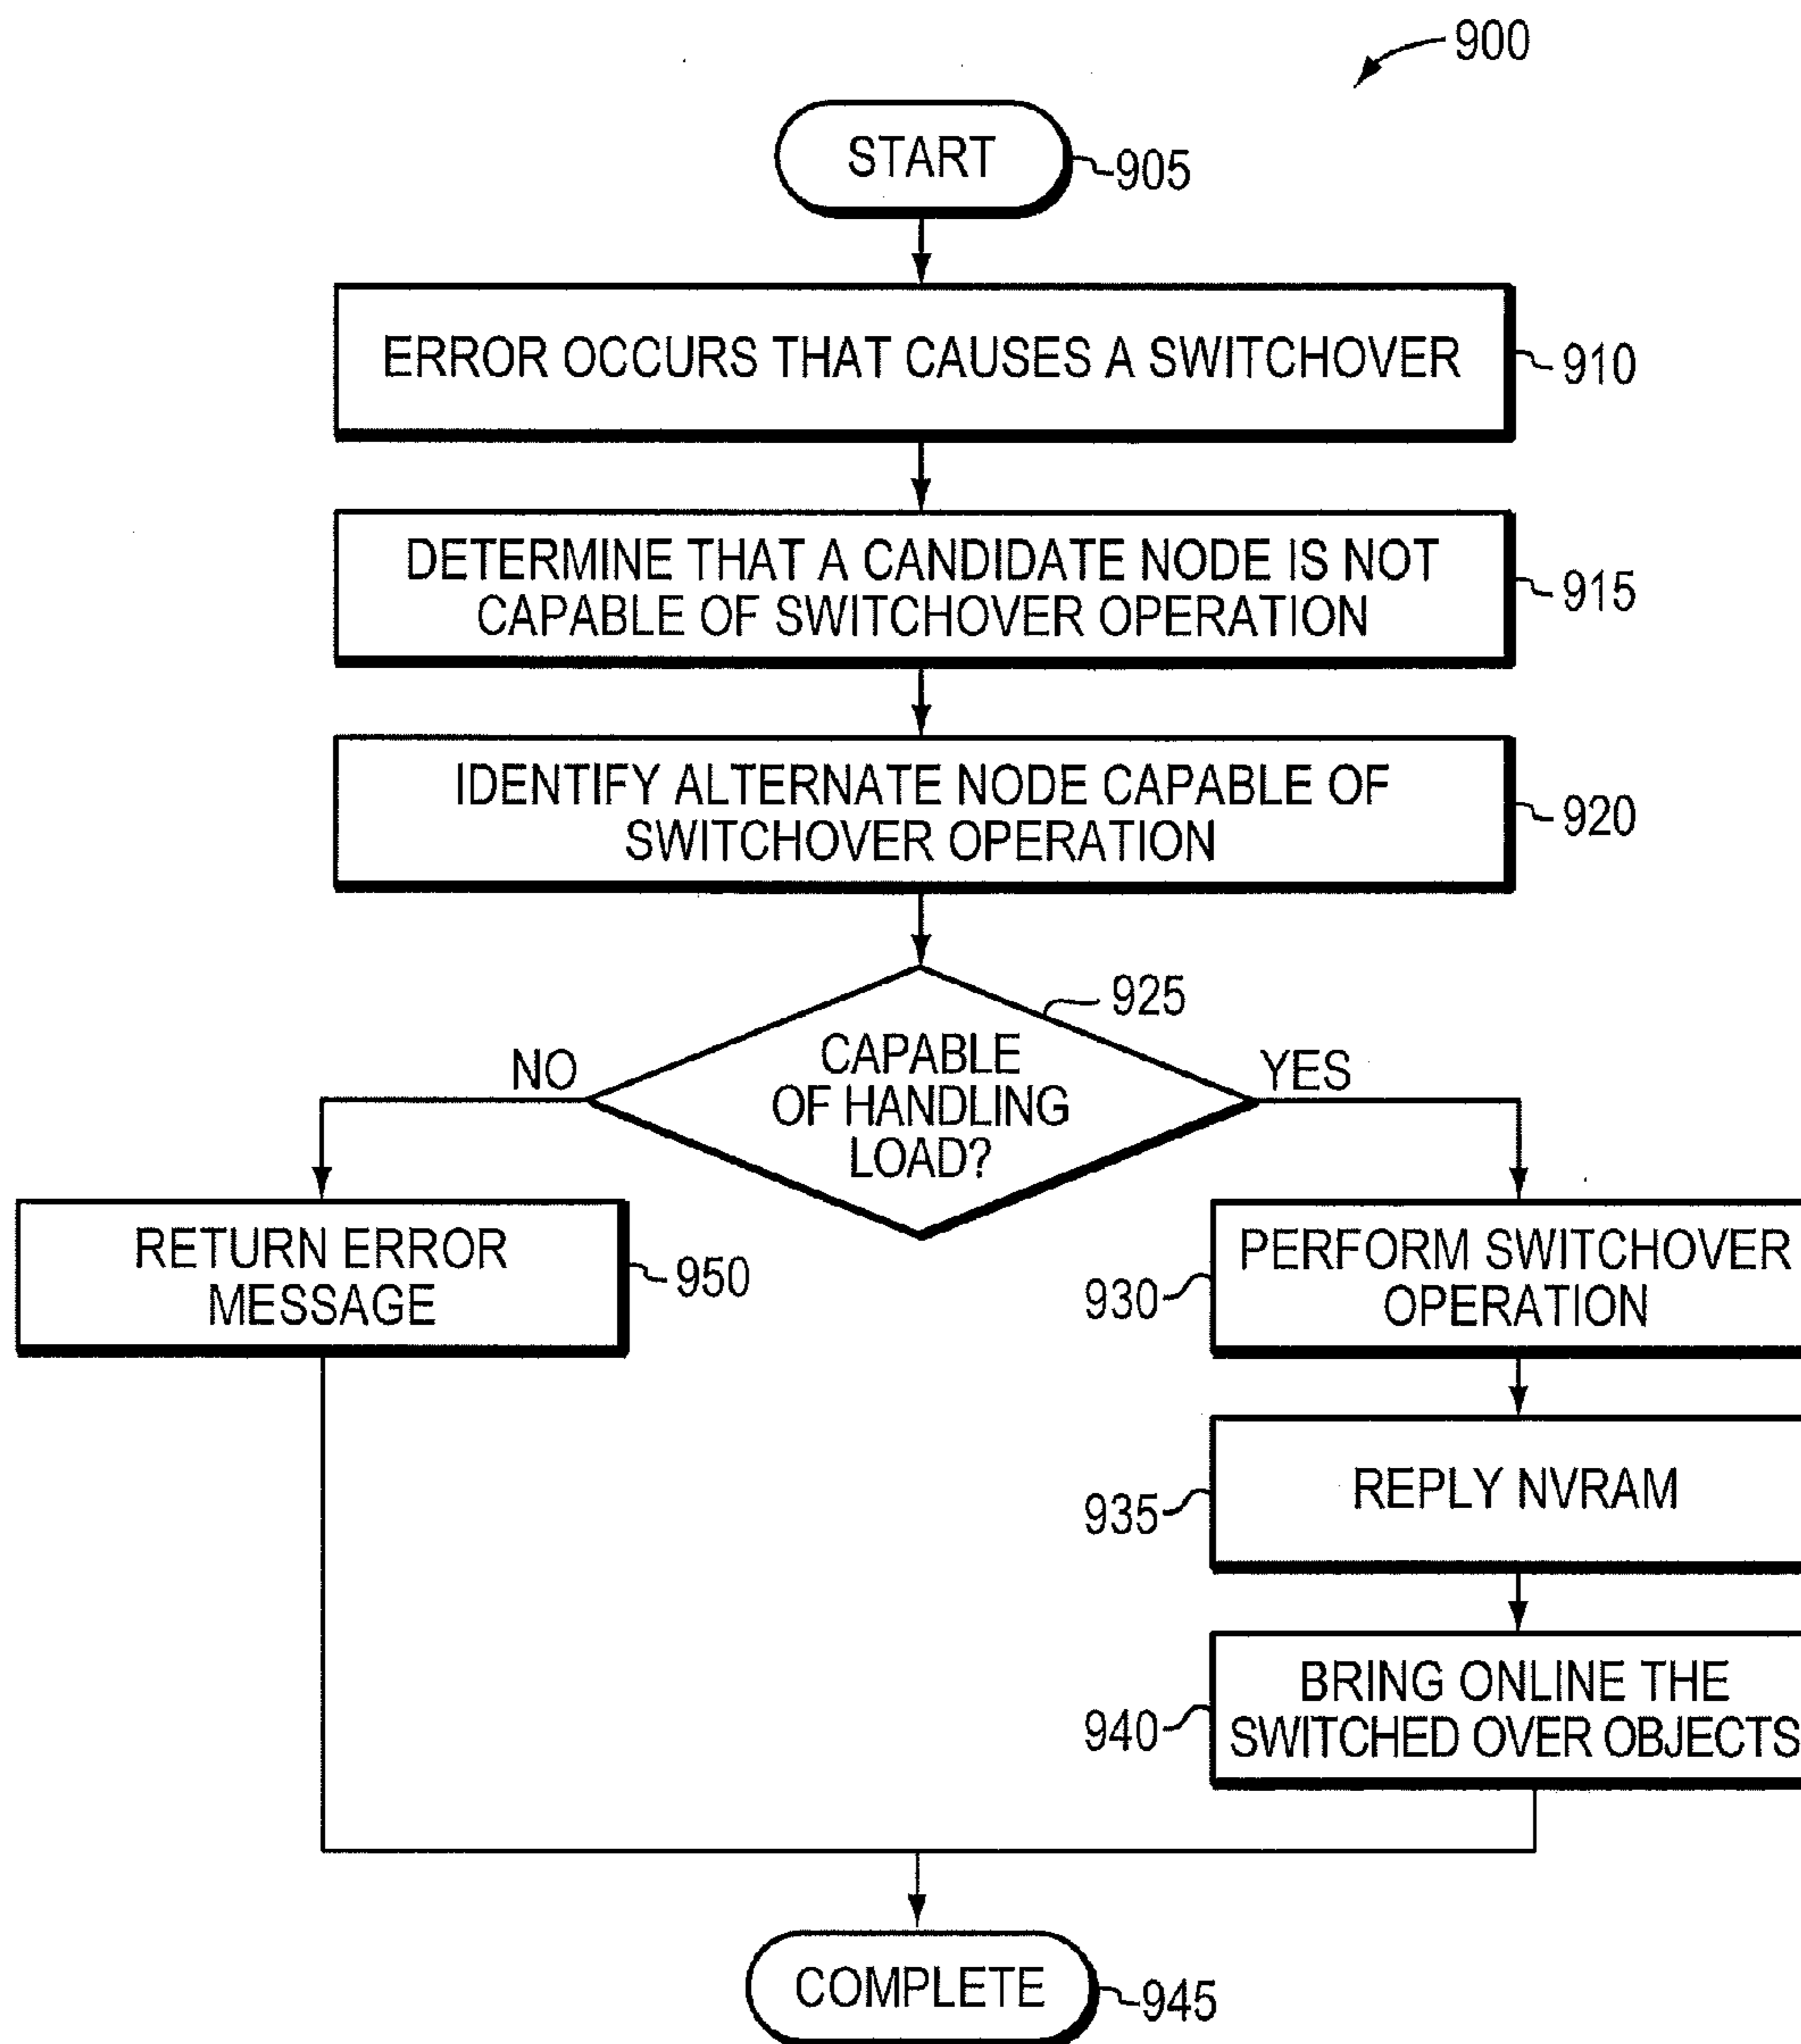 900
START
905
ERROR OCCURS THAT CAUSES A SWITCHOVER
910
DETERMINE THAT A CANDIDATE NODE IS NOT
CAPABLE OF SWITCHOVER OPERATION
915
IDENTIFY ALTERNATE NODE CAPABLE OF
SWITCHOVER OPERATION
920
925
CAPABLE
OF HANDLING
LOAD?
NO
YES
RETURN ERROR
MESSAGE
950
PERFORM SWITCHOVER
OPERATION
930
REPLY NVRAM
935
BRING ONLINE THE
SWITCHED OVER OBJECTS
940
COMPLETE
945